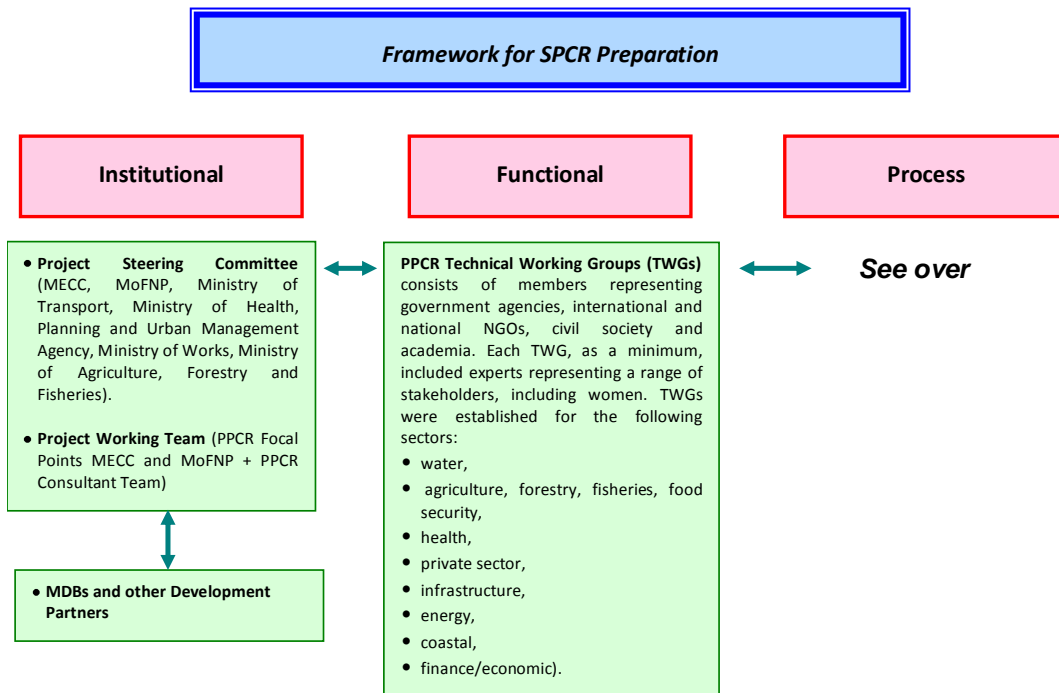 Framework for SPCR Preparation
Institutional
Functional
Process
• Project Steering Committee
(MECC, MoFNP, Ministry of
Transport, Ministry of Health,
Planning and Urban Management
Agency, Ministry of Works, Ministry
of Agriculture, Forestry and
Fisheries).
• Project Working Team (PPCR Focal
Points MECC and MoFNP + PPCR
Consultant Team)
• MDBs and other Development
Partners
PPCR Technical Working Groups (TWGs)
consists of members representing
government agencies, international and
national NGOs, civil society and
academia. Each TWG, as a minimum,
included experts representing a range of
stakeholders, including women. TWGs
were established for the following
sectors:
• water,
• agriculture, forestry, fisheries, food
security,
• health,
• private sector,
• infrastructure,
• energy,
• coastal,
• finance/economic).
See over